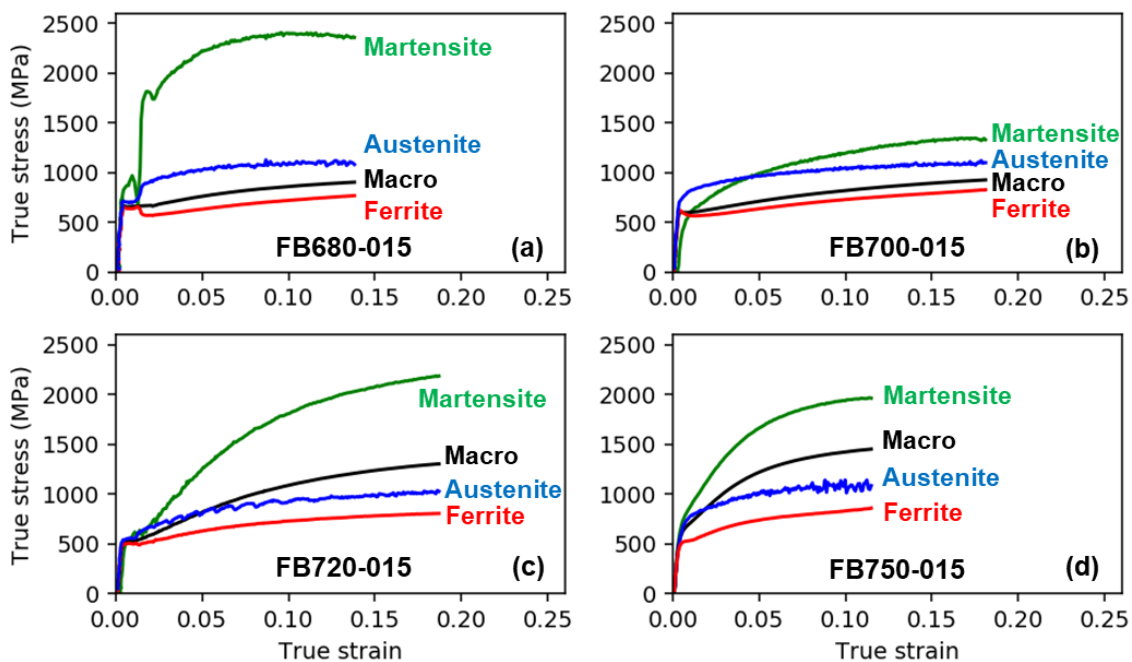 2500
2000
1500
1000
500
0
True stress (MPa)
Martensite
Austenite
Macro
Ferrite
FB680-015
(a)
0.00 0.05 0.10 0.15 0.20 0.25
2500
2000
1500
1000
500
0
Martensite
Austenite
Macro
Ferrite
FB700-015
(b)
0.00 0.05 0.10 0.15 0.20 0.25
2500
2000
1500
1000
500
0
True stress (MPa)
Martensite
Macro
Austenite
Ferrite
FB720-015
(c)
0.00 0.05 0.10 0.15 0.20 0.25
True strain
2500
2000
1500
1000
500
0
Martensite
Macro
Austenite
Ferrite
FB750-015
(d)
0.00 0.05 0.10 0.15 0.20 0.25
True strain